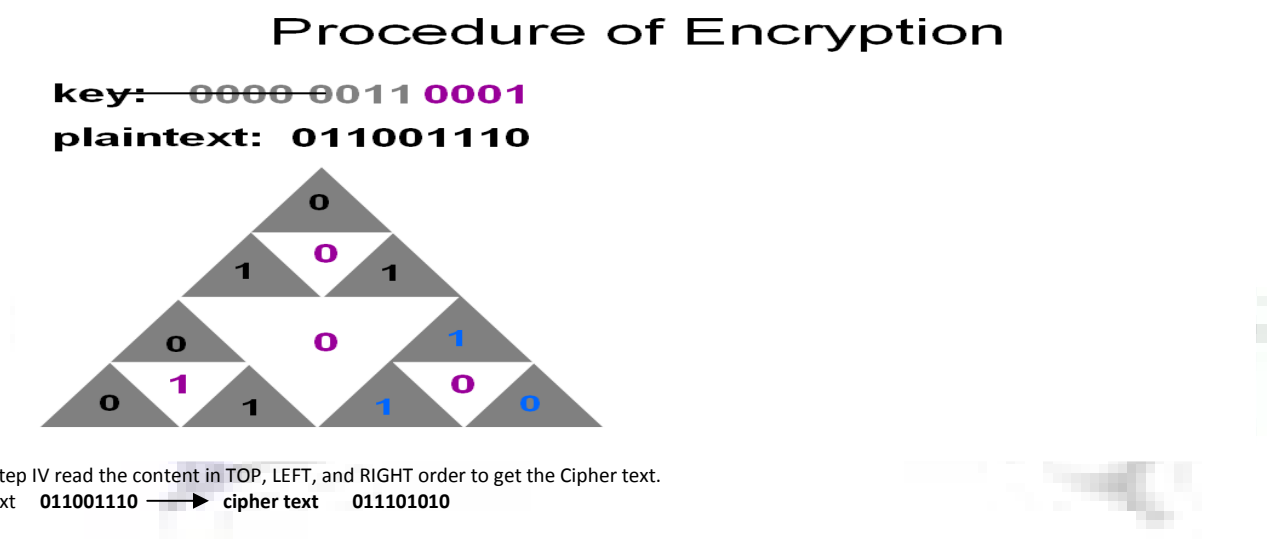 Procedure of Encryption
key: 0000 0011 0001
plaintext: 011001110
0
0
1 1
0 0 1
1 0
0 1 1 0
tep IV read the content in TOP, LEFT, and RIGHT order to get the Cipher text.
xt 011001110 cipher text 011101010